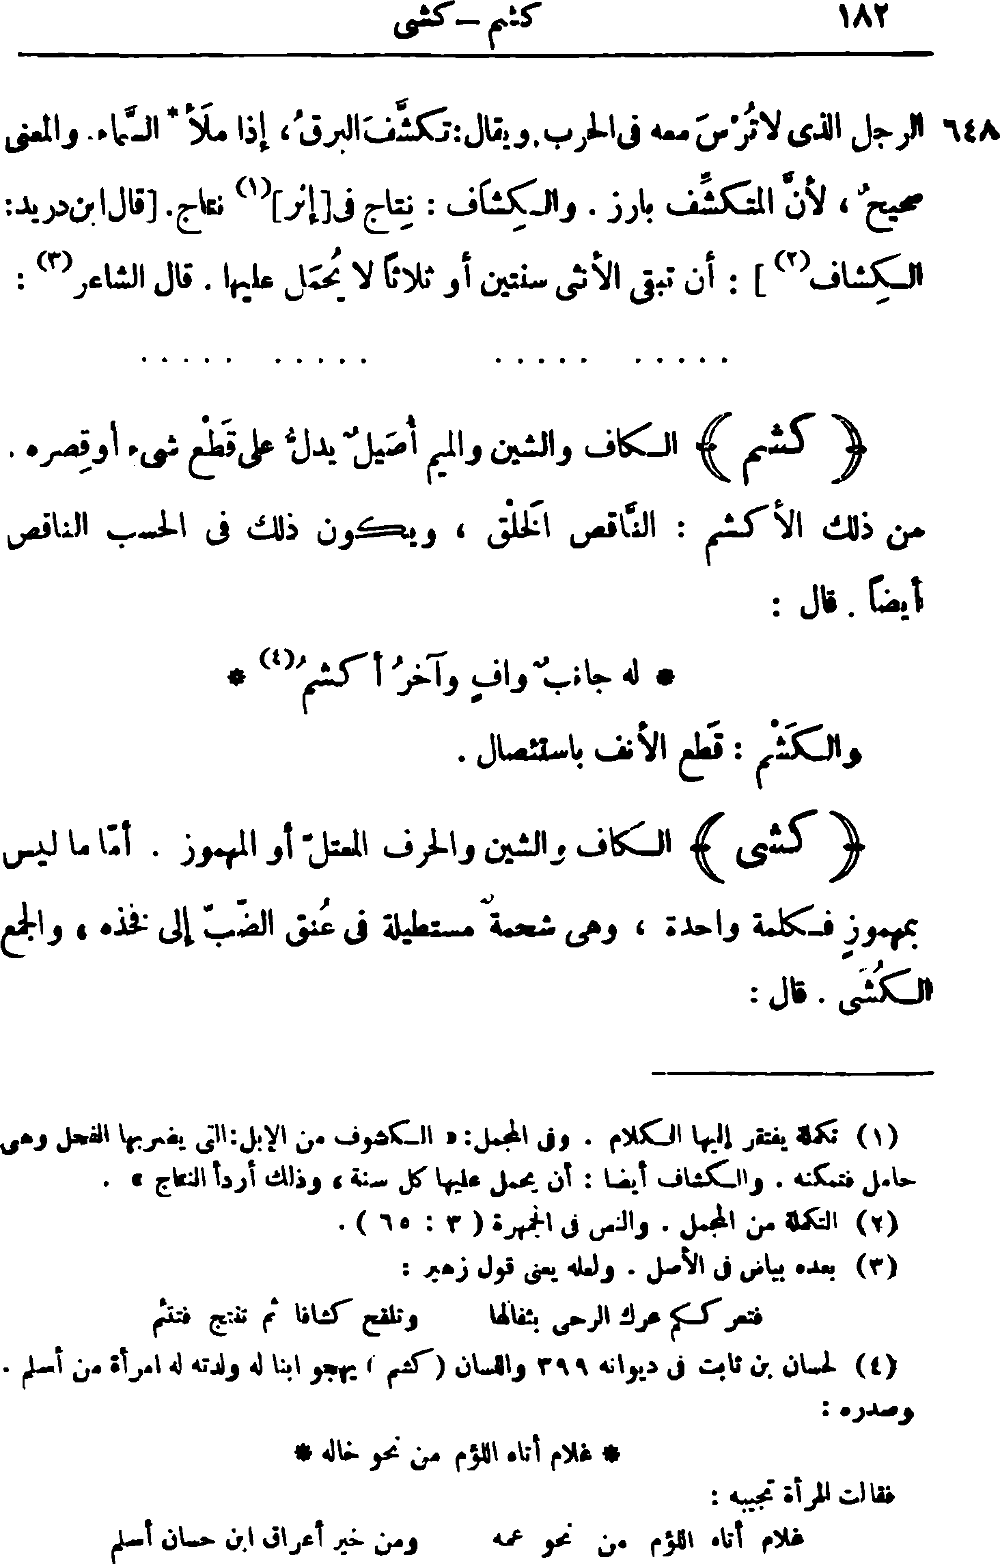 ١٨٢ كشم — كشى
٦٤٨ الرجل الذى لا تُرْسَ معه فى الحرب. ويقال: تكشَّفَ البرقُ، إذا ملَأ * السَّماء. والمعنى
صحيحٌ، لأنَّ المتكشِّف بارز. والكِشاَف: نِتاج فى [إثر](١) نتاج. [قال ابن دريد:
الكِشاف(٢)]: أن تبقى الأنثى سنتين أو ثلاثاً لا يُحمَل عليها. قال الشاعر(٣):
. . . . . . . . . . . . . . . . . . . .
﴿ كشم ﴾ الكاف والشين والميم أُصَيلٌ يدلُّ على قَطْع شىء أو قِصره.
من ذلك الأكشم: النَّاقص الَخلْق، ويكون ذلك فى الحسب الناقص
أيضاً. قال:
* له جانبٌ وافٍ وآخرُ أكشمُ(٤) *
والكَشْم: قَطع الأنف باستئصال.
﴿ كشى ﴾ الكاف والشين والحرف المعتلّ أو المهموز. أمّا ما ليس
بمهموزٍ فكلمة واحدة، وهى شحمةٌ مستطيلة فى عُنق الضّبّ إلى فخذه، والجمع
الكُشَى. قال:
(١) تكملة يفتقر إليها الكلام. وفى المجمل: « الكشوف من الإبل: التى يضربها الفحل وهى
حامل فتمكنه. والكشاف أيضا: أن يحمل عليها كل سنة، وذلك أردأ النتاج ».
(٢) التكملة من المجمل. والنص فى الجمهرة ( ٣ : ٦٥ ).
(٣) بعده بياض فى الأصل. ولعله يعنى قول زهير:
فتعرككم عرك الرحى بثفالها وتلقح كشافا ثم تنتج فتتئم
(٤) لحسان بن ثابت فى ديوانه ٣٩٩ واللسان (كشم) يهجو ابنا له ولدته له امرأة من أسلم.
وصدره:
* غلام أتاه اللؤم من نحو خاله *
فقالت المرأة تجيبه:
غلام أتاه اللؤم من نحو عمه ومن خير أعراق ابن حسان أسلم